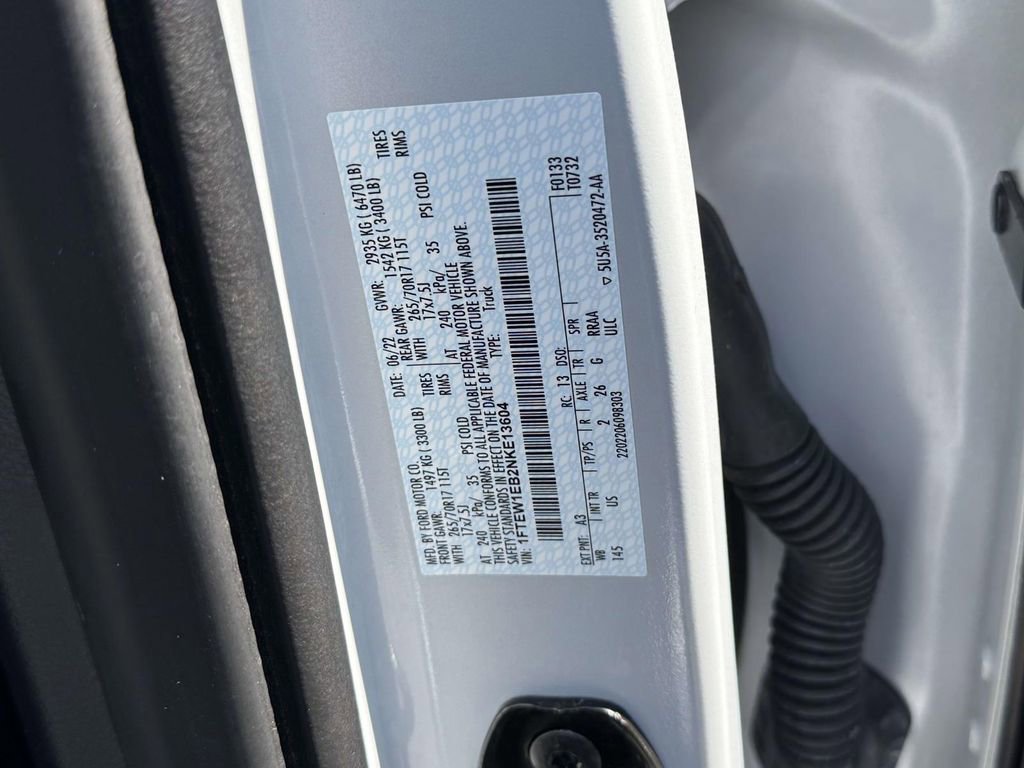 MFD. BY FORD MOTOR CO.
DATE: 06/22 GVWR: 2935 KG ( 6470 LB)
FRONT GAWR: 1497 KG ( 3300 LB) REAR GAWR: 1542 KG ( 3400 LB)
WITH 265/70R17 115T TIRES WITH 265/70R17 115T TIRES
17x7.5J RIMS 17x7.5J RIMS
AT 240 kPa/ 35 PSI COLD AT 240 kPa/ 35 PSI COLD
THIS VEHICLE CONFORMS TO ALL APPLICABLE FEDERAL MOTOR VEHICLE
SAFETY STANDARDS IN EFFECT ON THE DATE OF MANUFACTURE SHOWN ABOVE.
VIN: 1FTEW1EB2NKE13604 TYPE: Truck
EXT PNT: A3 RC: 13 DSO: F0133
WB INTR TP/PS R AXLE TR SPR T0732
145 US 2 26 G RRAA
2202206098303 ULC 5U5A-3520472-AA